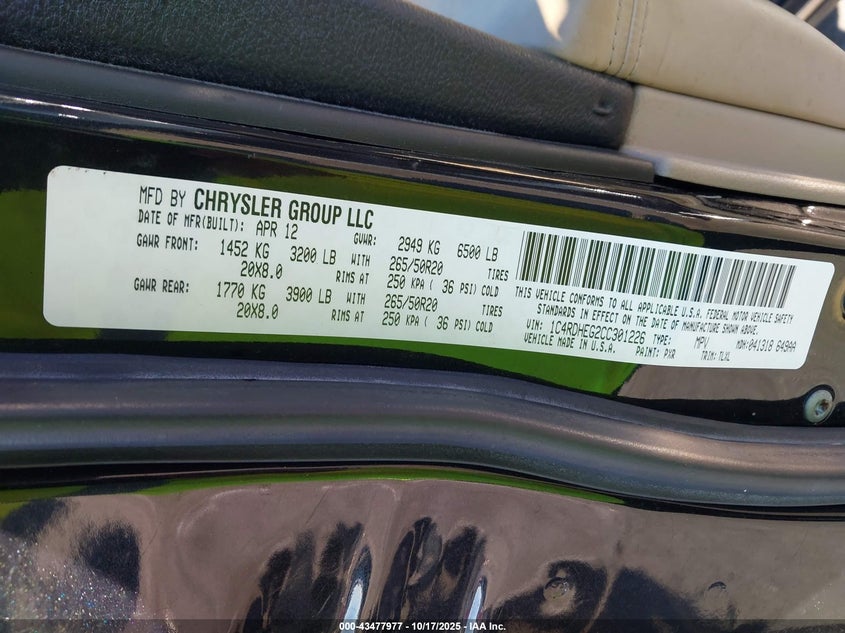 MFD BY CHRYSLER GROUP LLC
DATE OF MFR(BUILT): APR 12 GVWR: 2949 KG 6500 LB
GAWR FRONT: 1452 KG 3200 LB WITH 265/50R20 TIRES
20X8.0 RIMS AT 250 KPA ( 36 PSI) COLD
GAWR REAR: 1770 KG 3900 LB WITH 265/50R20 TIRES
20X8.0 RIMS AT 250 KPA ( 36 PSI) COLD
THIS VEHICLE CONFORMS TO ALL APPLICABLE U.S.A. FEDERAL MOTOR VEHICLE SAFETY
STANDARDS IN EFFECT ON THE DATE OF MANUFACTURE SHOWN ABOVE.
VIN: 1C4RDHEG2CC301226 TYPE: MPV MDH: 041318 649AA
VEHICLE MADE IN U.S.A. PAINT: PXR TRIM: TLXL
000-43477977 - 10/17/2025 - IAA Inc.